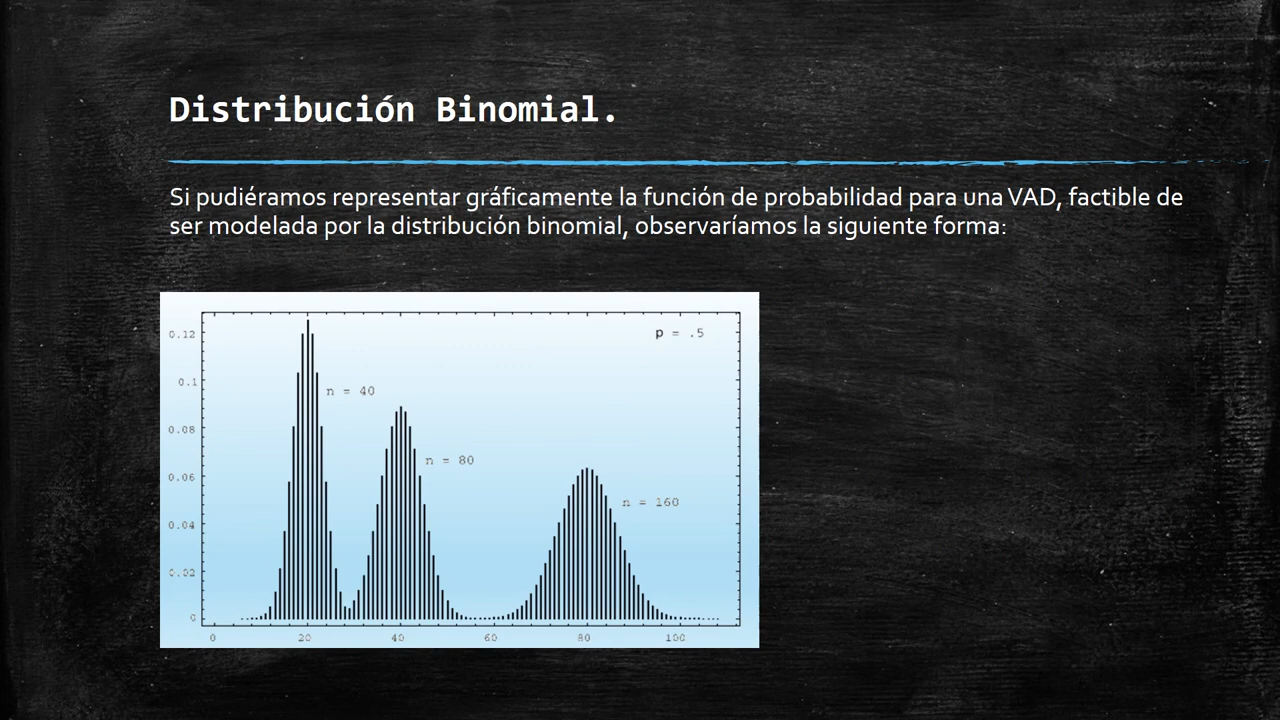 Distribución Binomial.
Si pudiéramos representar gráficamente la función de probabilidad para una VAD, factible de
ser modelada por la distribución binomial, observaríamos la siguiente forma:
p = .5
0.12
0.1
n = 40
0.08
n = 80
0.06
n = 160
0.04
0.02
0
0 20 40 60 80 100